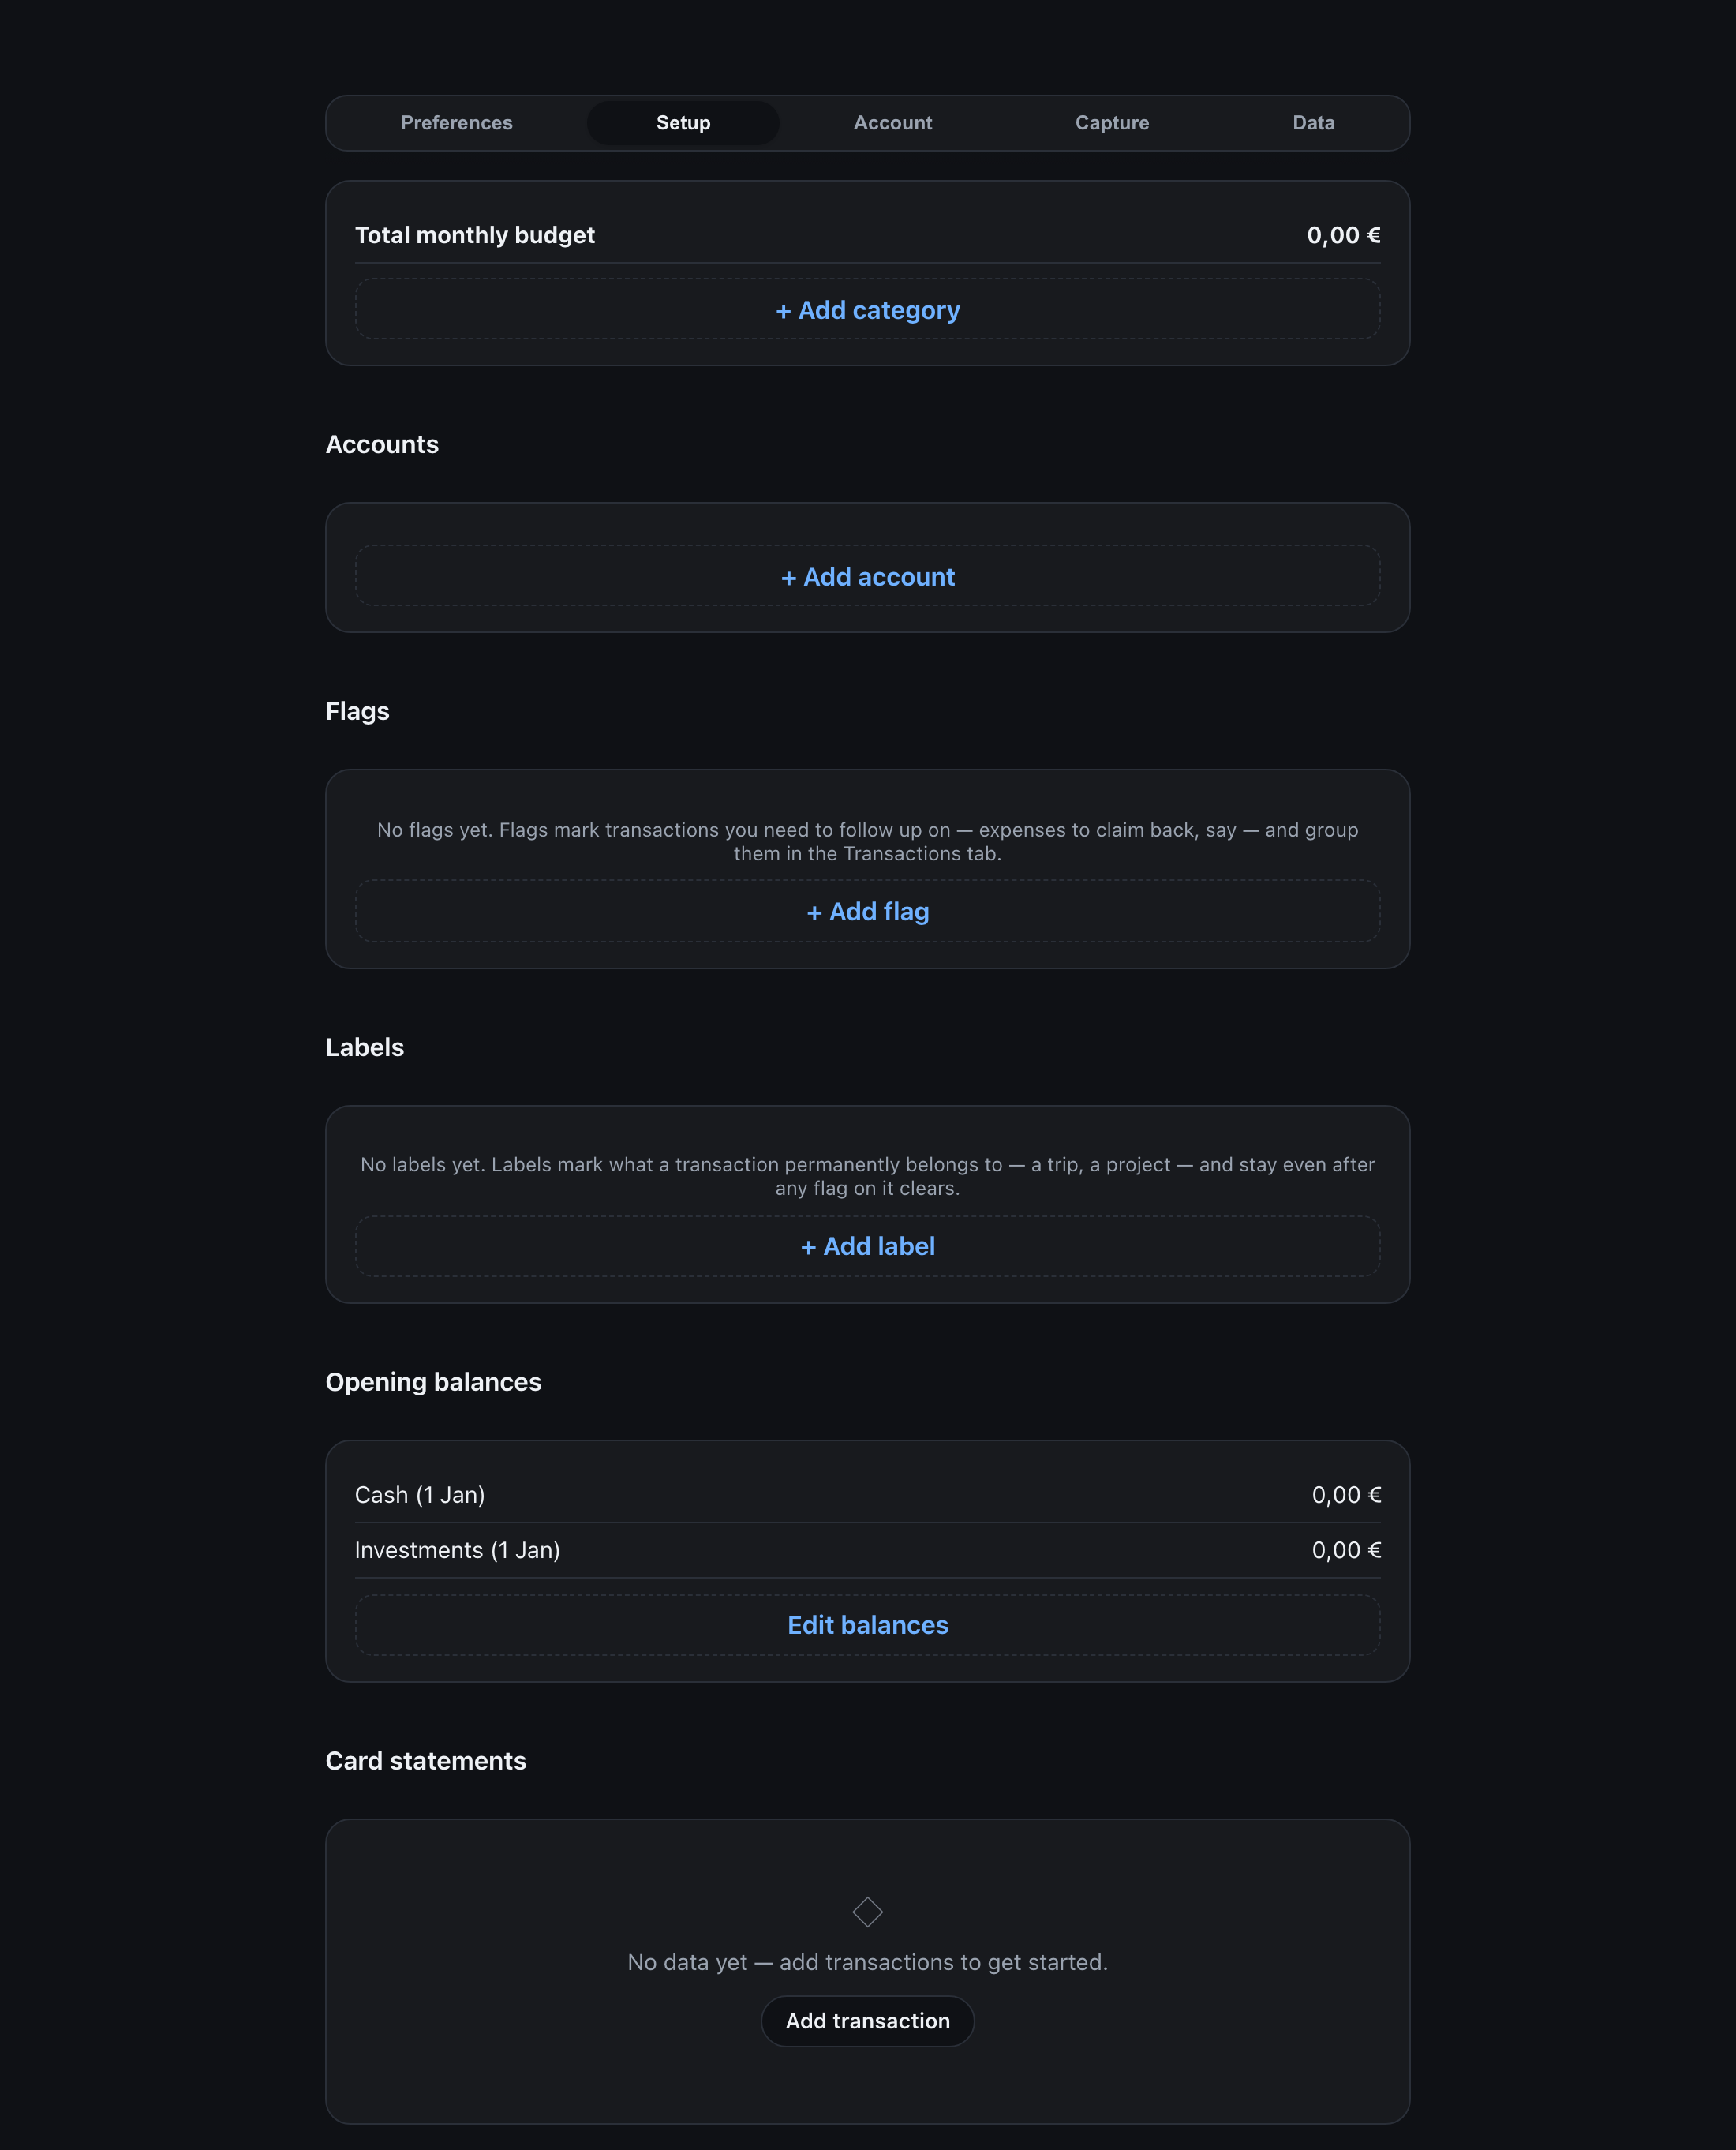 Preferences Setup Account Capture Data
Total monthly budget 0,00 €
+ Add category
Accounts
+ Add account
Flags
No flags yet. Flags mark transactions you need to follow up on — expenses to claim back, say — and group
them in the Transactions tab.
+ Add flag
Labels
No labels yet. Labels mark what a transaction permanently belongs to — a trip, a project — and stay even after
any flag on it clears.
+ Add label
Opening balances
Cash (1 Jan) 0,00 €
Investments (1 Jan) 0,00 €
Edit balances
Card statements
No data yet — add transactions to get started.
Add transaction